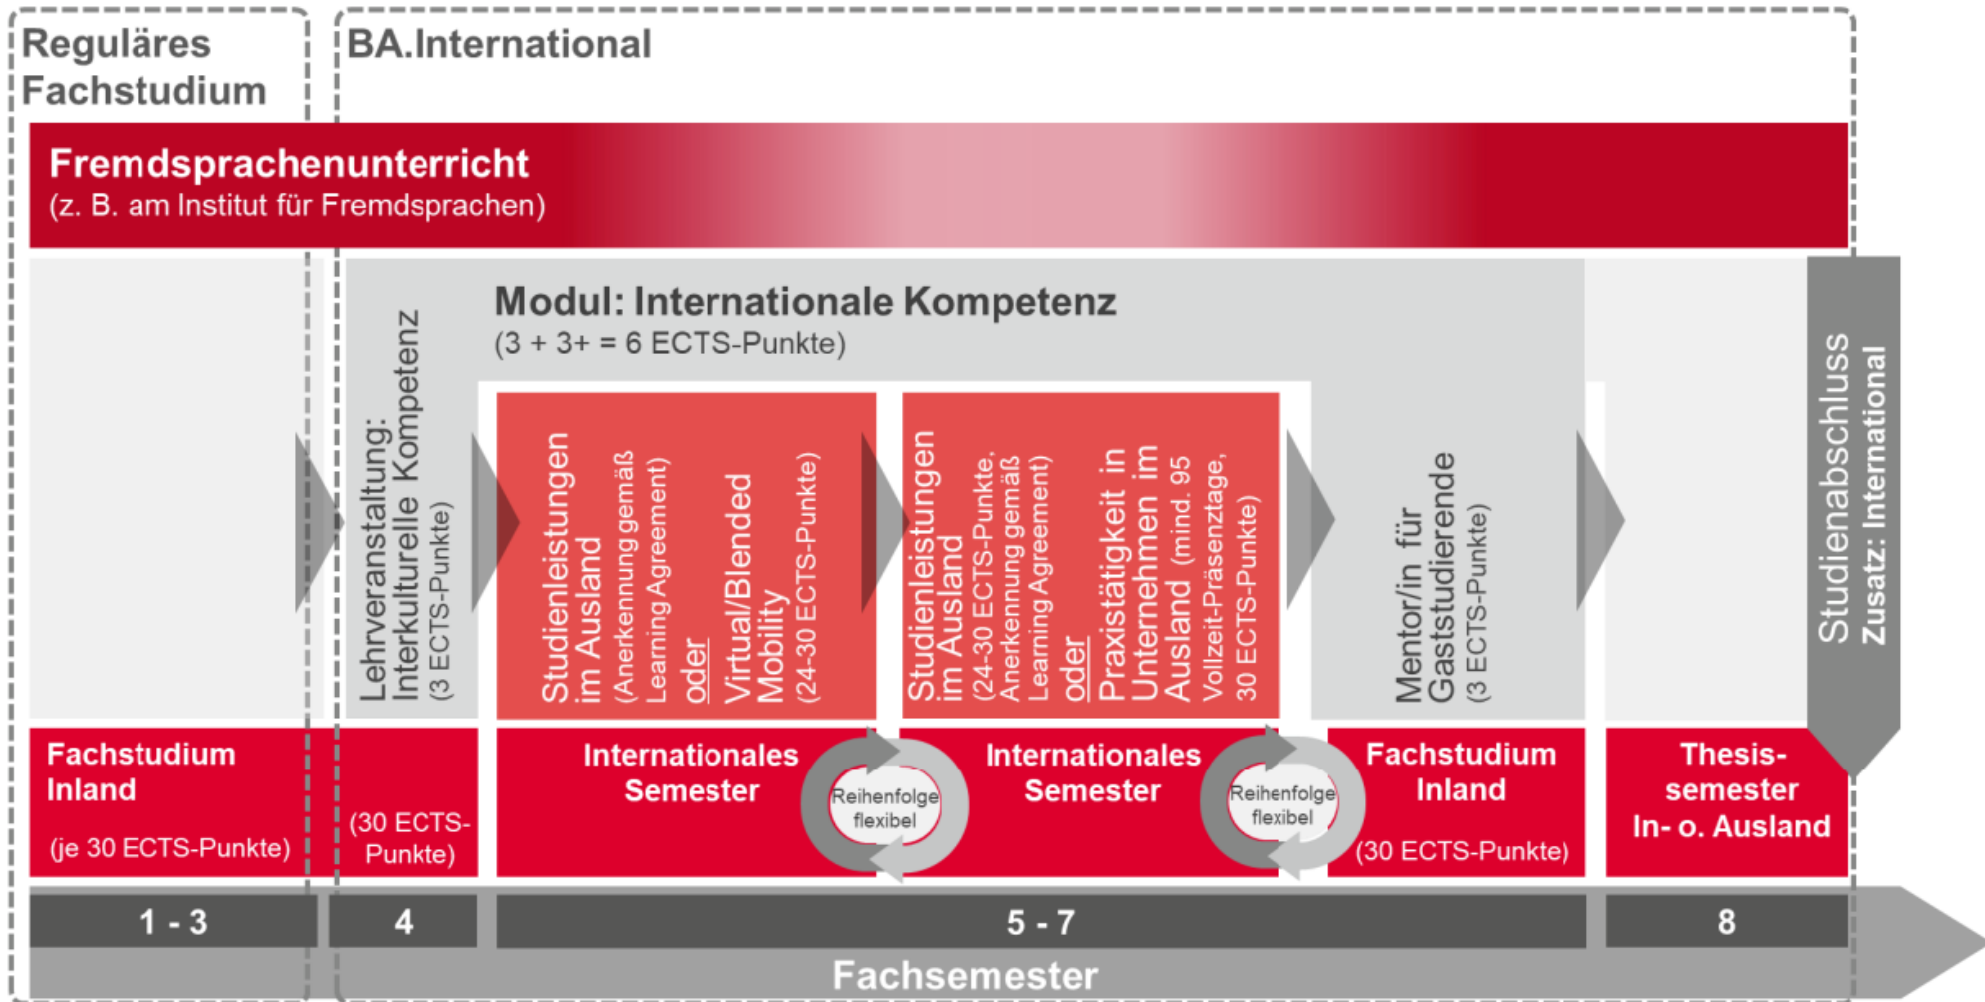 Reguläres
Fachstudium
BA.International
Fremdsprachenunterricht
(z. B. am Institut für Fremdsprachen)
Modul: Internationale Kompetenz
(3 + 3+ = 6 ECTS-Punkte)
Lehrveranstaltung:
Interkulturelle Kompetenz
(3 ECTS-Punkte)
Studienleistungen
im Ausland
(Anerkennung gemäß
Learning Agreement)
oder
Virtual/Blended
Mobility
(24-30 ECTS-Punkte)
Studienleistungen
im Ausland
(24-30 ECTS-Punkte,
Anerkennung gemäß
Learning Agreement)
oder
Praxistätigkeit in
Unternehmen im
Ausland (mind. 95
Vollzeit-Präsenztage,
30 ECTS-Punkte)
Mentor/in für
Gaststudierende
(3 ECTS-Punkte)
Studienabschluss
Zusatz: International
Fachstudium
Inland
(je 30 ECTS-Punkte)
(30 ECTS-
Punkte)
Internationales
Semester
Reihenfolge
flexibel
Internationales
Semester
Reihenfolge
flexibel
Fachstudium
Inland
(30 ECTS-Punkte)
Thesis-
semester
In- o. Ausland
1 - 3
4
5 - 7
8
Fachsemester